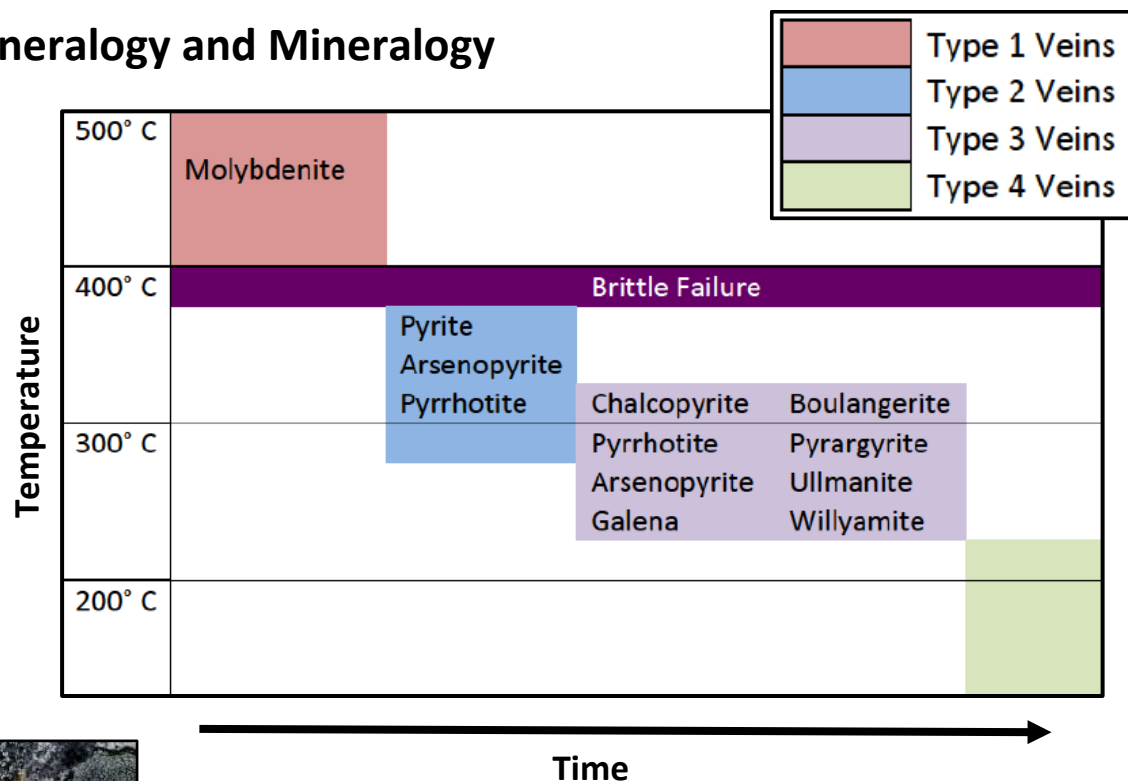 neralogy and Mineralogy
Type 1 Veins
Type 2 Veins
Type 3 Veins
Type 4 Veins
500° C
Molybdenite
400° C
Brittle Failure
Pyrite
Arsenopyrite
Pyrrhotite
Chalcopyrite Boulangerite
300° C
Pyrrhotite Pyrargyrite
Arsenopyrite Ullmanite
Galena Willyamite
200° C
Temperature
Time